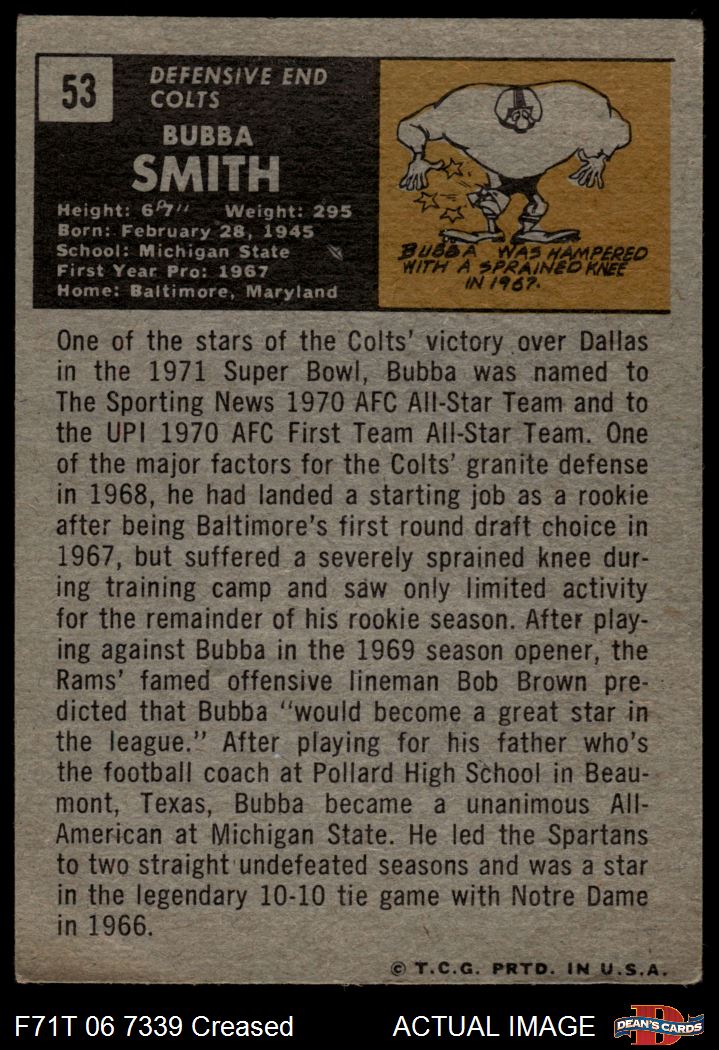 53
DEFENSIVE END
COLTS
BUBBA
SMITH
Height: 6'7" Weight: 295
Born: February 28, 1945
School: Michigan State
First Year Pro: 1967
Home: Baltimore, Maryland
BUBBA WAS HAMPERED
WITH A SPRAINED KNEE
IN 1967.
One of the stars of the Colts' victory over Dallas
in the 1971 Super Bowl, Bubba was named to
The Sporting News 1970 AFC All-Star Team and to
the UPI 1970 AFC First Team All-Star Team. One
of the major factors for the Colts' granite defense
in 1968, he had landed a starting job as a rookie
after being Baltimore's first round draft choice in
1967, but suffered a severely sprained knee dur-
ing training camp and saw only limited activity
for the remainder of his rookie season. After play-
ing against Bubba in the 1969 season opener, the
Rams' famed offensive lineman Bob Brown pre-
dicted that Bubba "would become a great star in
the league." After playing for his father who's
the football coach at Pollard High School in Beau-
mont, Texas, Bubba became a unanimous All-
American at Michigan State. He led the Spartans
to two straight undefeated seasons and was a star
in the legendary 10-10 tie game with Notre Dame
in 1966.
© T.C.G. PRTD. IN U.S.A.
F71T 06 7339 Creased ACTUAL IMAGE DEAN'S CARDS